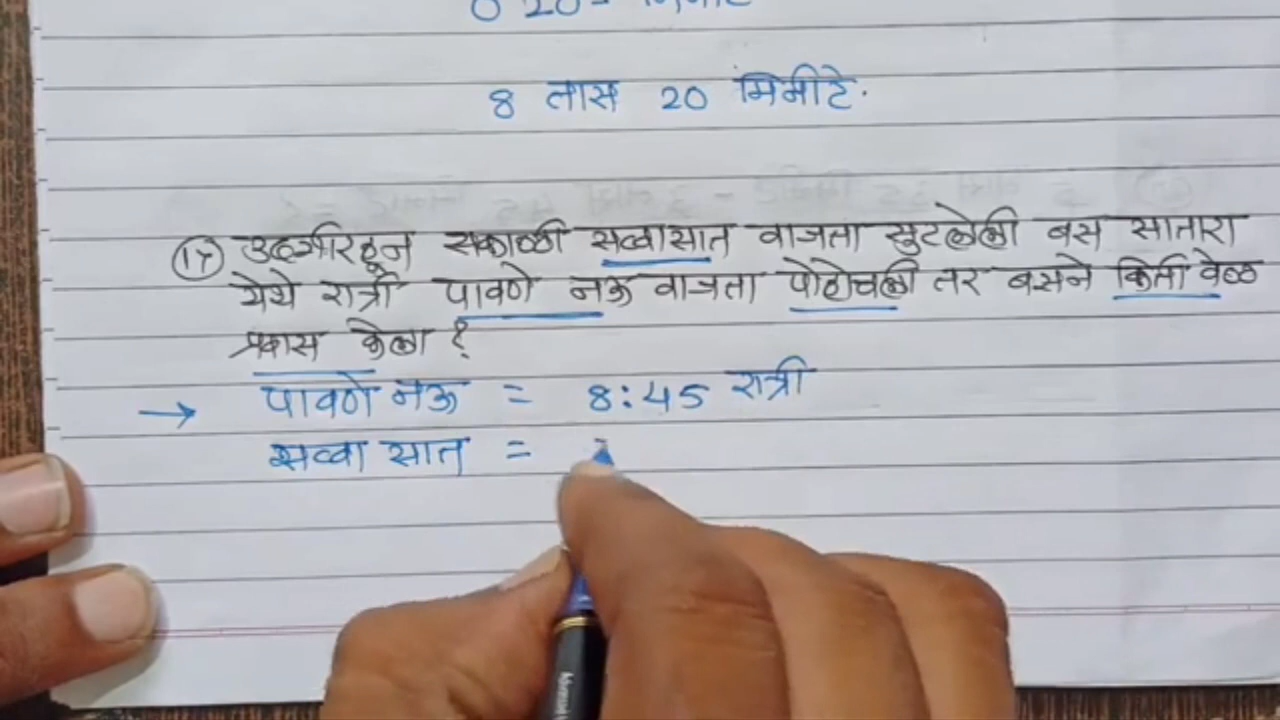 8 तास 20 मिनीटे.
(17) उदगीरहून सकाळी सव्वासात वाजता सुटलेली बस सातारा
येथे रात्री पावणे नऊ वाजता पोहोचली तर बसने किती वेळ
प्रवास केला ?
→ पावणे नऊ = 8:45 रात्री
सव्वा सात =